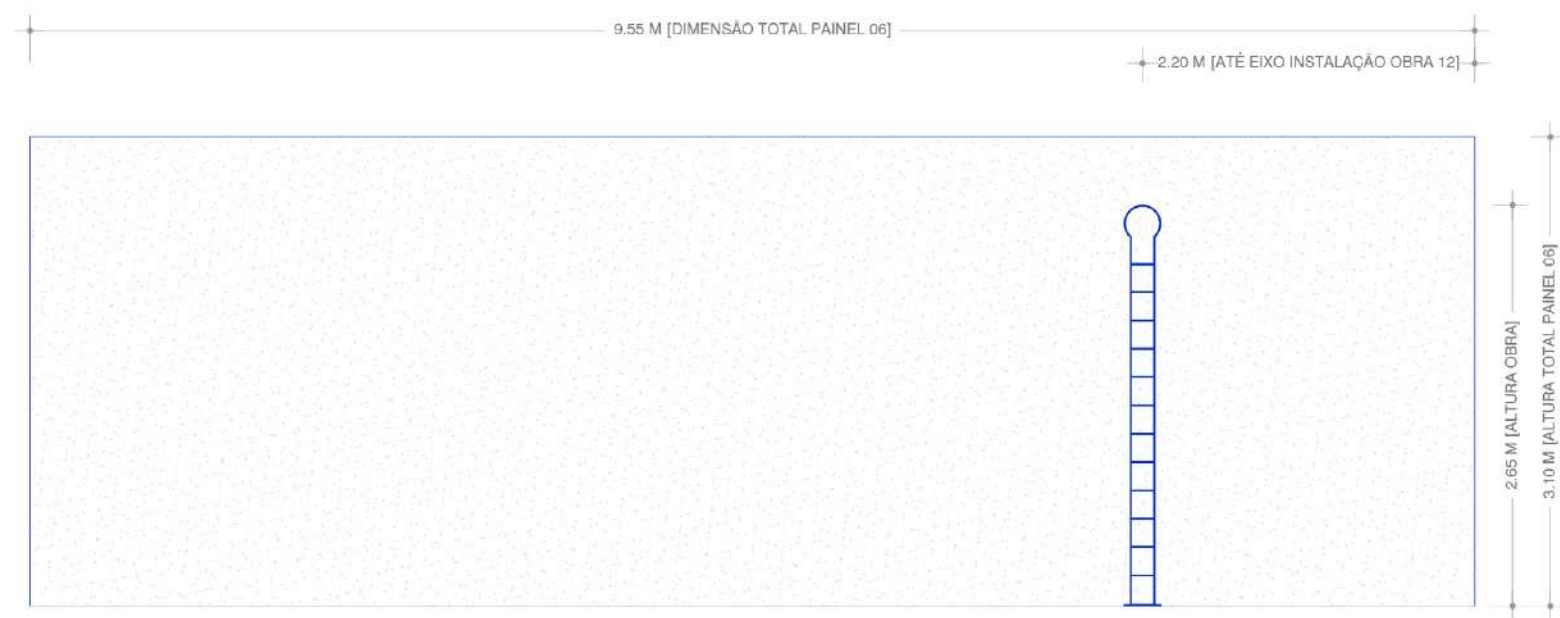 9.55 M [DIMENSÃO TOTAL PAINEL 06]
2.20 M [ATÉ EIXO INSTALAÇÃO OBRA 12]
2.65 M [ALTURA OBRA]
3.10 M [ALTURA TOTAL PAINEL 06]